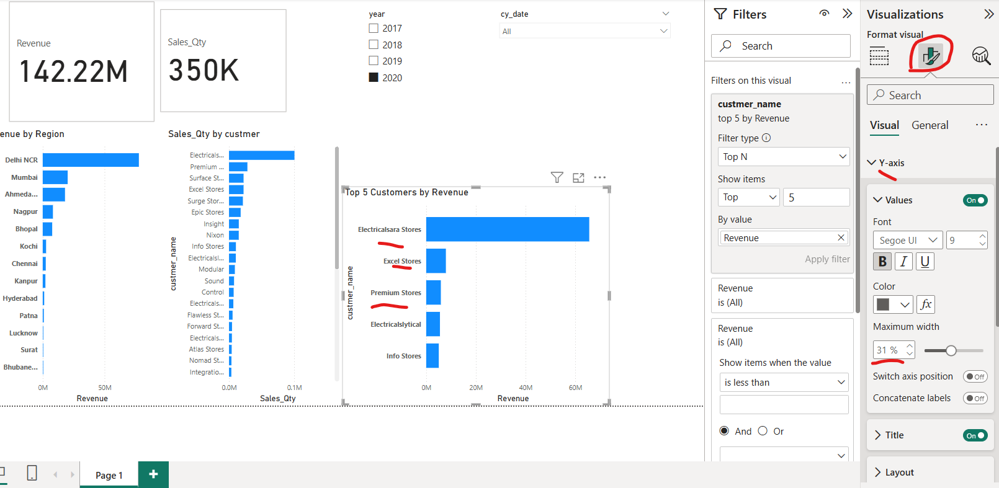 Revenue
142.22M
Sales_Qty
350K
year
2017
2018
2019
2020
cy_date
All
enue by Region
Delhi NCR
Mumbai
Ahmeda...
Nagpur
Bhopal
Kochi
Chennai
Kanpur
Hyderabad
Patna
Lucknow
Surat
Bhubane...
0M
50M
Revenue
Sales_Qty by custmer
custmer_name
Electricals...
Premium ...
Surface St...
Excel Stores
Surge Stor...
Epic Stores
Insight
Nixon
Info Stores
Electricalsl...
Modular
Sound
Control
Electricals...
Flawless St...
Forward St...
Electricals...
Atlas Stores
Nomad St...
Integratio...
0.0M
0.1M
Sales_Qty
Top 5 Customers by Revenue
custmer_name
Electricalsara Stores
Excel Stores
Premium Stores
Electricalslytical
Info Stores
0M
20M
40M
60M
Revenue
Page 1
Filters
Search
Filters on this visual
custmer_name
top 5 by Revenue
Filter type
Top N
Show items
Top
5
By value
Revenue
Apply filter
Revenue
is (All)
Revenue
is (All)
Show items when the value
is less than
And
Or
Visualizations
Format visual
Search
Visual
General
Y-axis
Values
On
Font
Segoe UI
9
B
I
U
Color
fx
Maximum width
31 %
Switch axis position
Off
Concatenate labels
Off
Title
On
Layout